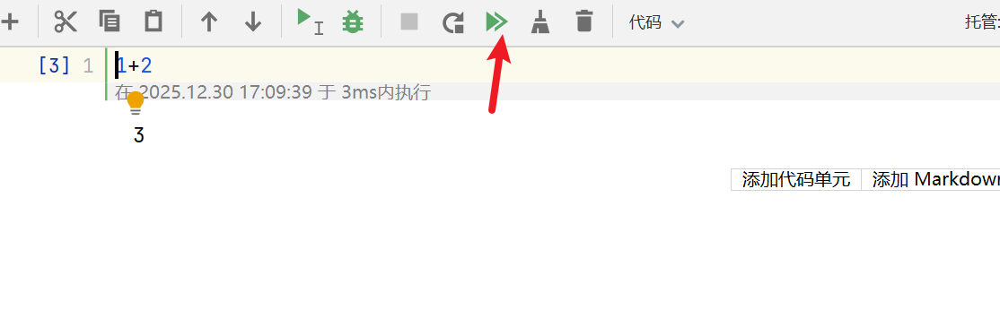 代码
托管:
[3] 1 1+2
在 2025.12.30 17:09:39 于 3ms内执行
3
添加代码单元 添加 Markdown